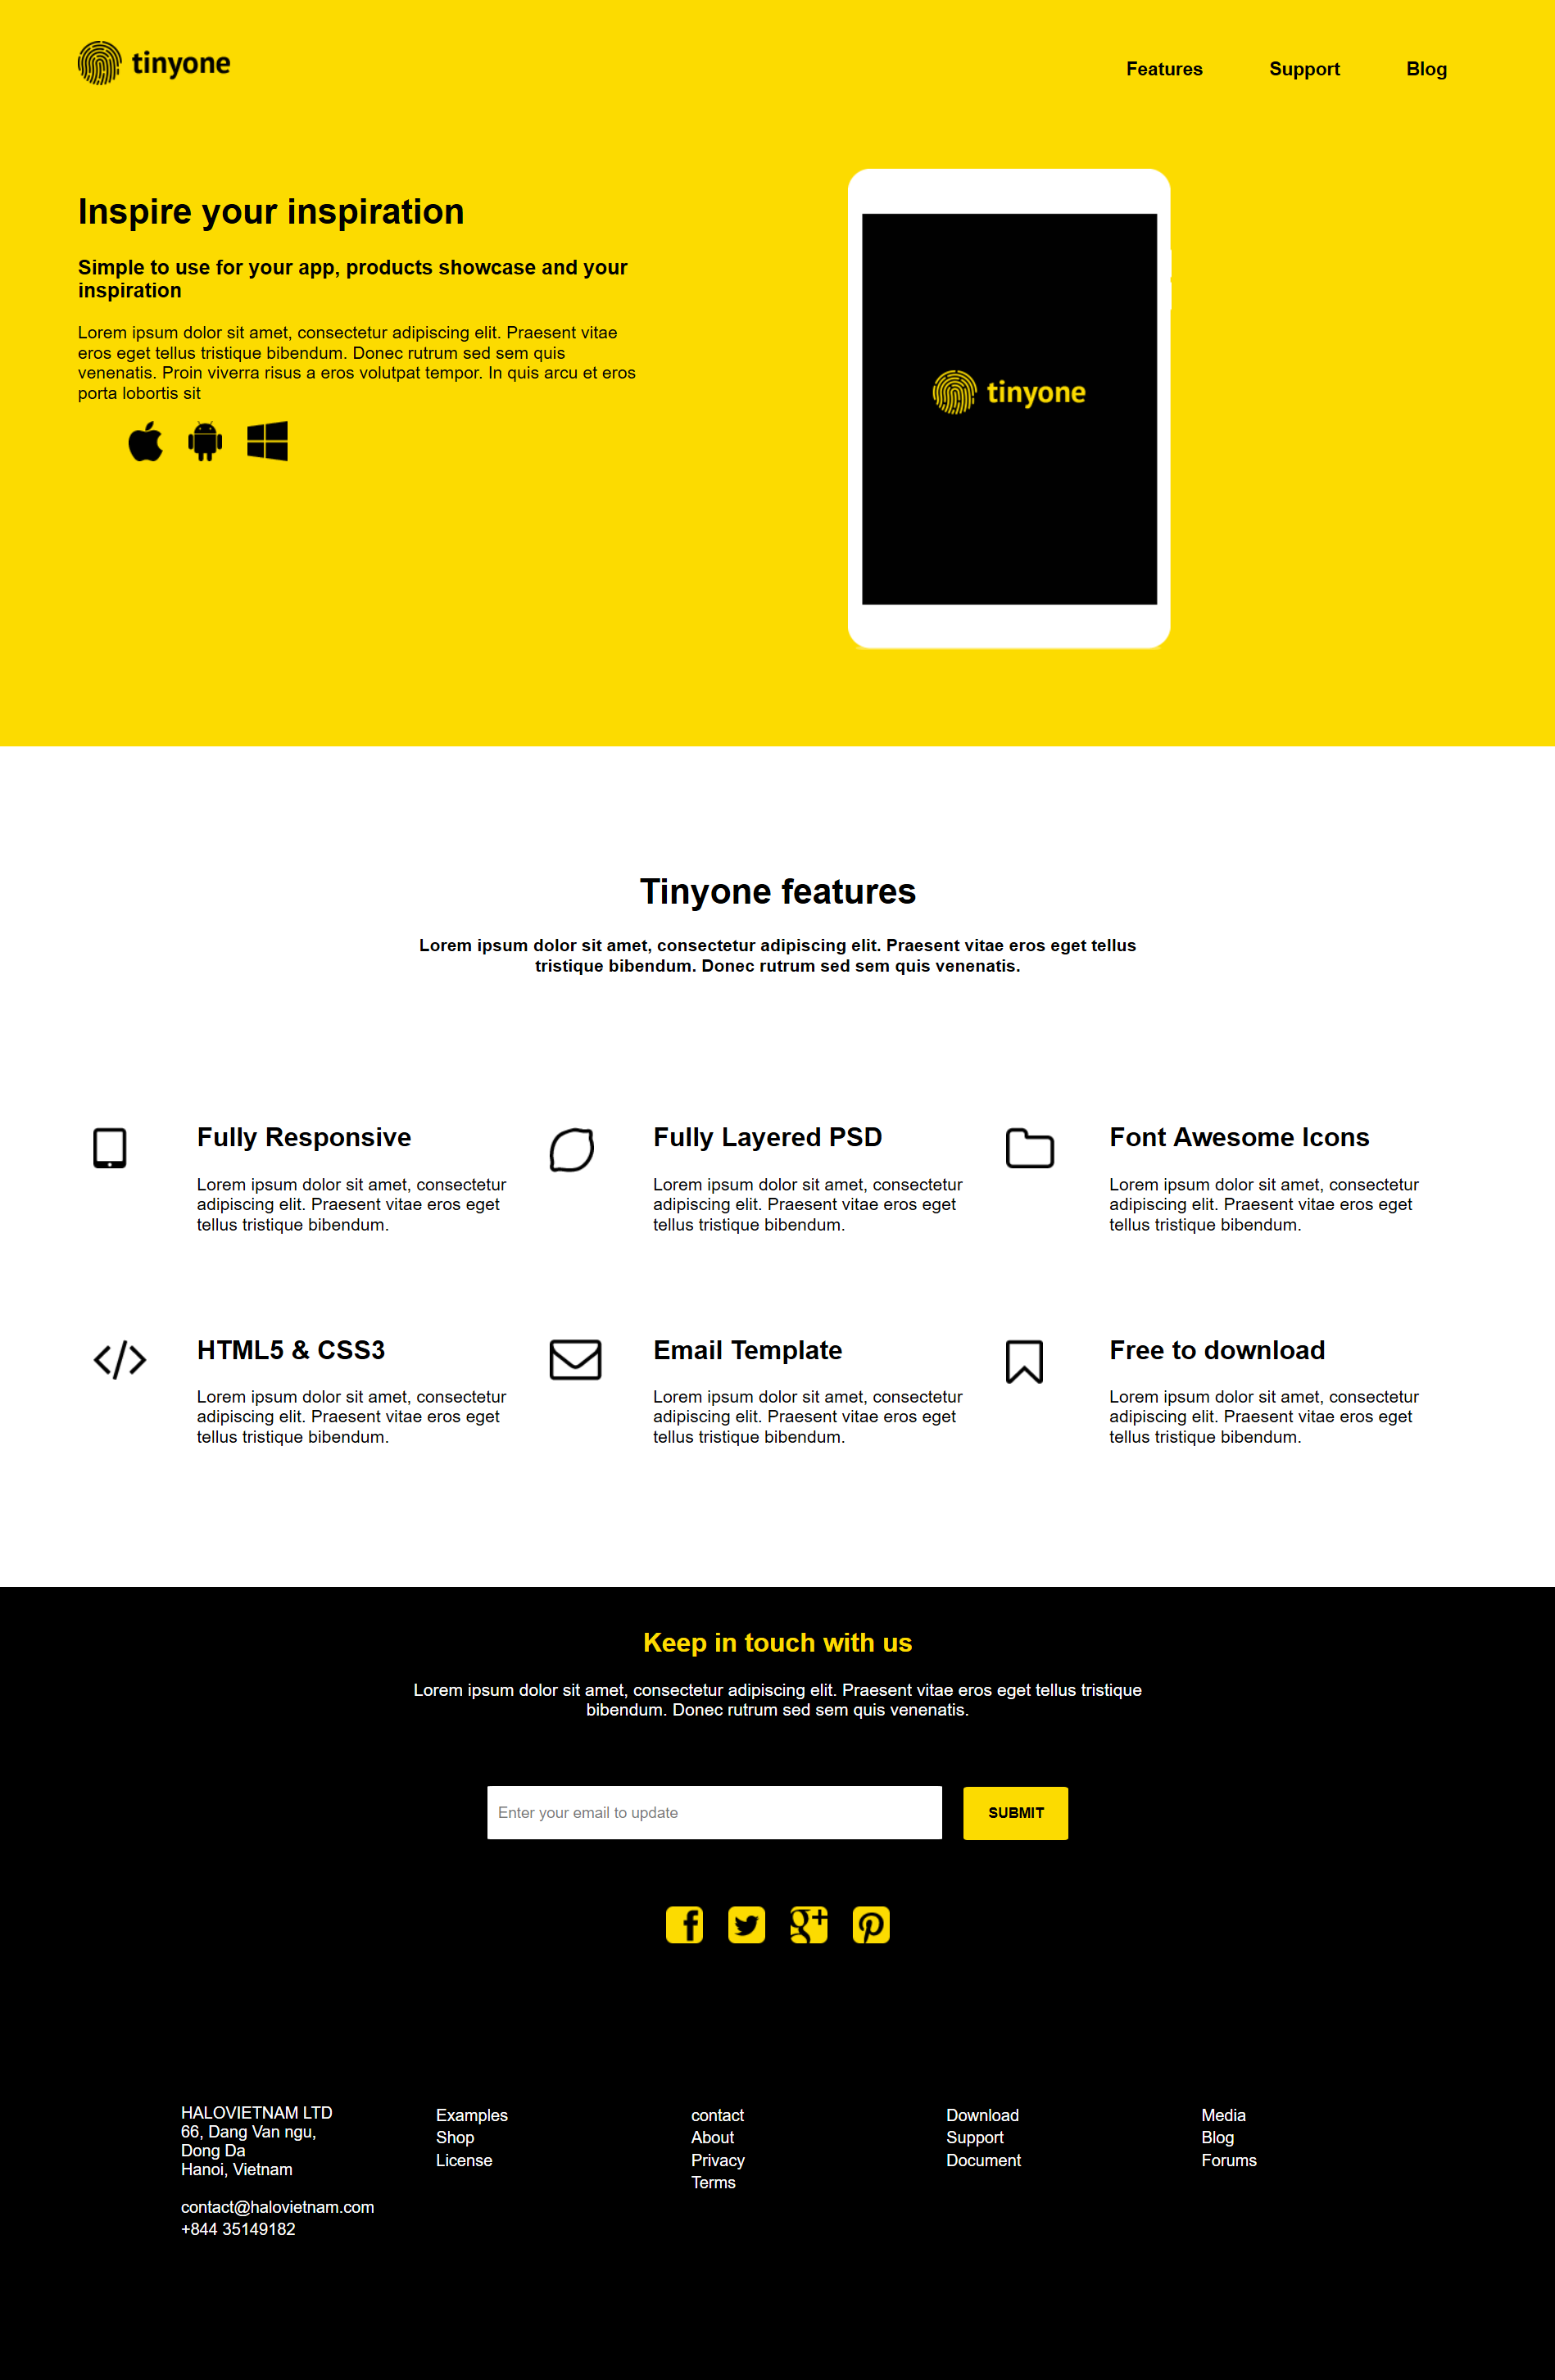 tinyone
Features
Support
Blog
Inspire your inspiration
Simple to use for your app, products showcase and your
inspiration
Lorem ipsum dolor sit amet, consectetur adipiscing elit. Praesent vitae
eros eget tellus tristique bibendum. Donec rutrum sed sem quis
venenatis. Proin viverra risus a eros volutpat tempor. In quis arcu et eros
porta lobortis sit
tinyone
Tinyone features
Lorem ipsum dolor sit amet, consectetur adipiscing elit. Praesent vitae eros eget tellus
tristique bibendum. Donec rutrum sed sem quis venenatis.
Fully Responsive
Lorem ipsum dolor sit amet, consectetur
adipiscing elit. Praesent vitae eros eget
tellus tristique bibendum.
Fully Layered PSD
Lorem ipsum dolor sit amet, consectetur
adipiscing elit. Praesent vitae eros eget
tellus tristique bibendum.
Font Awesome Icons
Lorem ipsum dolor sit amet, consectetur
adipiscing elit. Praesent vitae eros eget
tellus tristique bibendum.
HTML5 & CSS3
Lorem ipsum dolor sit amet, consectetur
adipiscing elit. Praesent vitae eros eget
tellus tristique bibendum.
Email Template
Lorem ipsum dolor sit amet, consectetur
adipiscing elit. Praesent vitae eros eget
tellus tristique bibendum.
Free to download
Lorem ipsum dolor sit amet, consectetur
adipiscing elit. Praesent vitae eros eget
tellus tristique bibendum.
Keep in touch with us
Lorem ipsum dolor sit amet, consectetur adipiscing elit. Praesent vitae eros eget tellus tristique
bibendum. Donec rutrum sed sem quis venenatis.
Enter your email to update
SUBMIT
HALOVIETNAM LTD
66, Dang Van ngu,
Dong Da
Hanoi, Vietnam
contact@halovietnam.com
+844 35149182
Examples
Shop
License
contact
About
Privacy
Terms
Download
Support
Document
Media
Blog
Forums